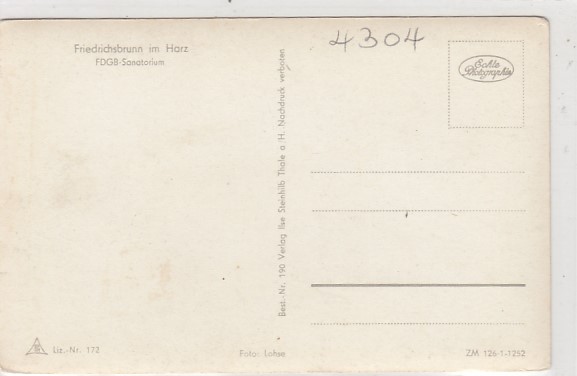 Friedrichsbrunn im Harz
FDGB-Sanatorium
4304
Echte
Photographie
Best.-Nr. 190 Verlag Ilse Steinhilb Thale a/H. Nachdruck verboten
Liz.-Nr. 172
Foto: Lohse
ZM 126-1-1252